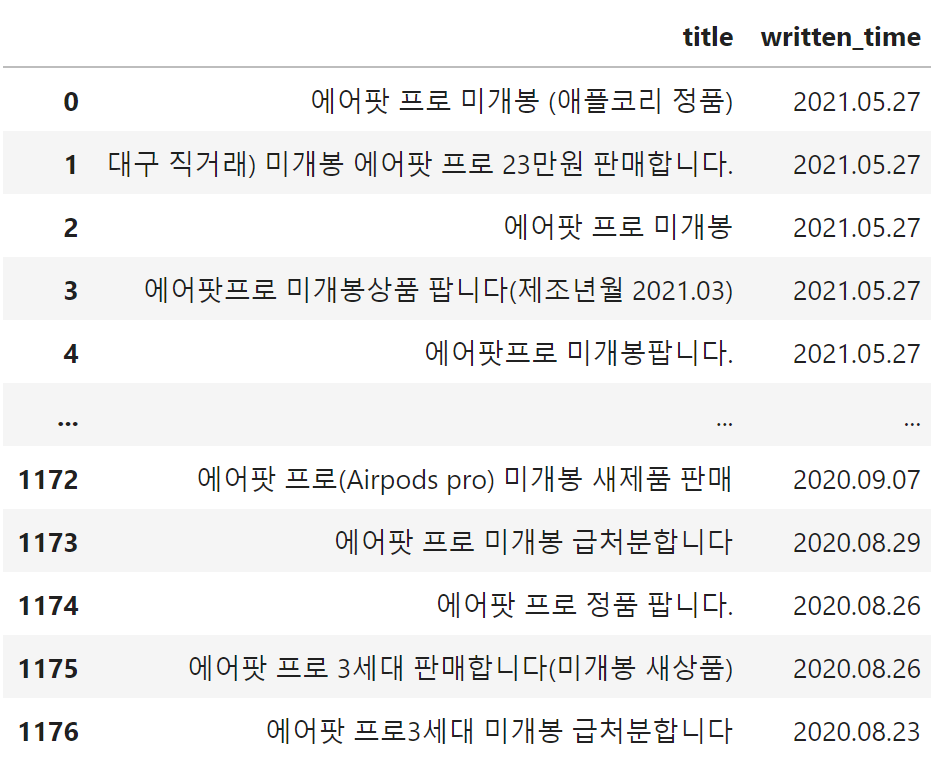 title written_time
0 에어팟 프로 미개봉 (애플코리 정품) 2021.05.27
1 대구 직거래) 미개봉 에어팟 프로 23만원 판매합니다. 2021.05.27
2 에어팟 프로 미개봉 2021.05.27
3 에어팟프로 미개봉상품 팝니다(제조년월 2021.03) 2021.05.27
4 에어팟프로 미개봉팝니다. 2021.05.27
... ... ...
1172 에어팟 프로(Airpods pro) 미개봉 새제품 판매 2020.09.07
1173 에어팟 프로 미개봉 급처분합니다 2020.08.29
1174 에어팟 프로 정품 팝니다. 2020.08.26
1175 에어팟 프로 3세대 판매합니다(미개봉 새상품) 2020.08.26
1176 에어팟 프로3세대 미개봉 급처분합니다 2020.08.23